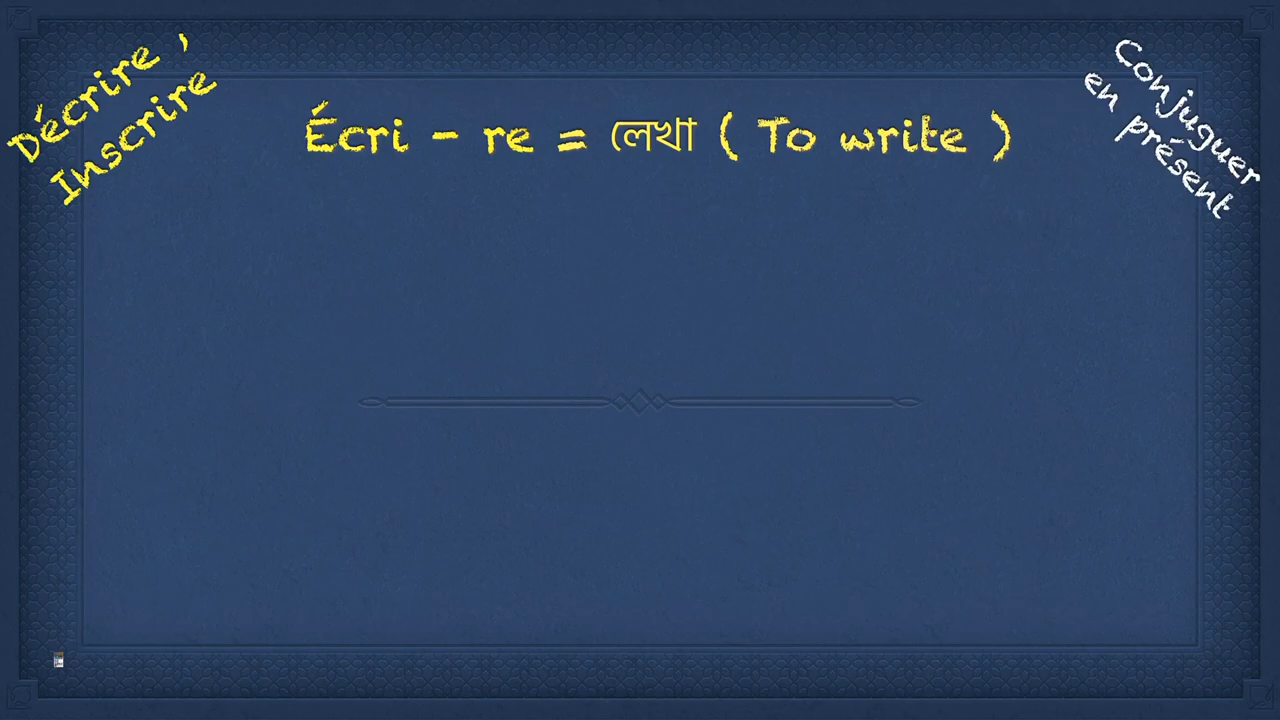 Décrire ,
Inscrire
Écri - re = লেখা ( To write )
Conjuguer
en présent